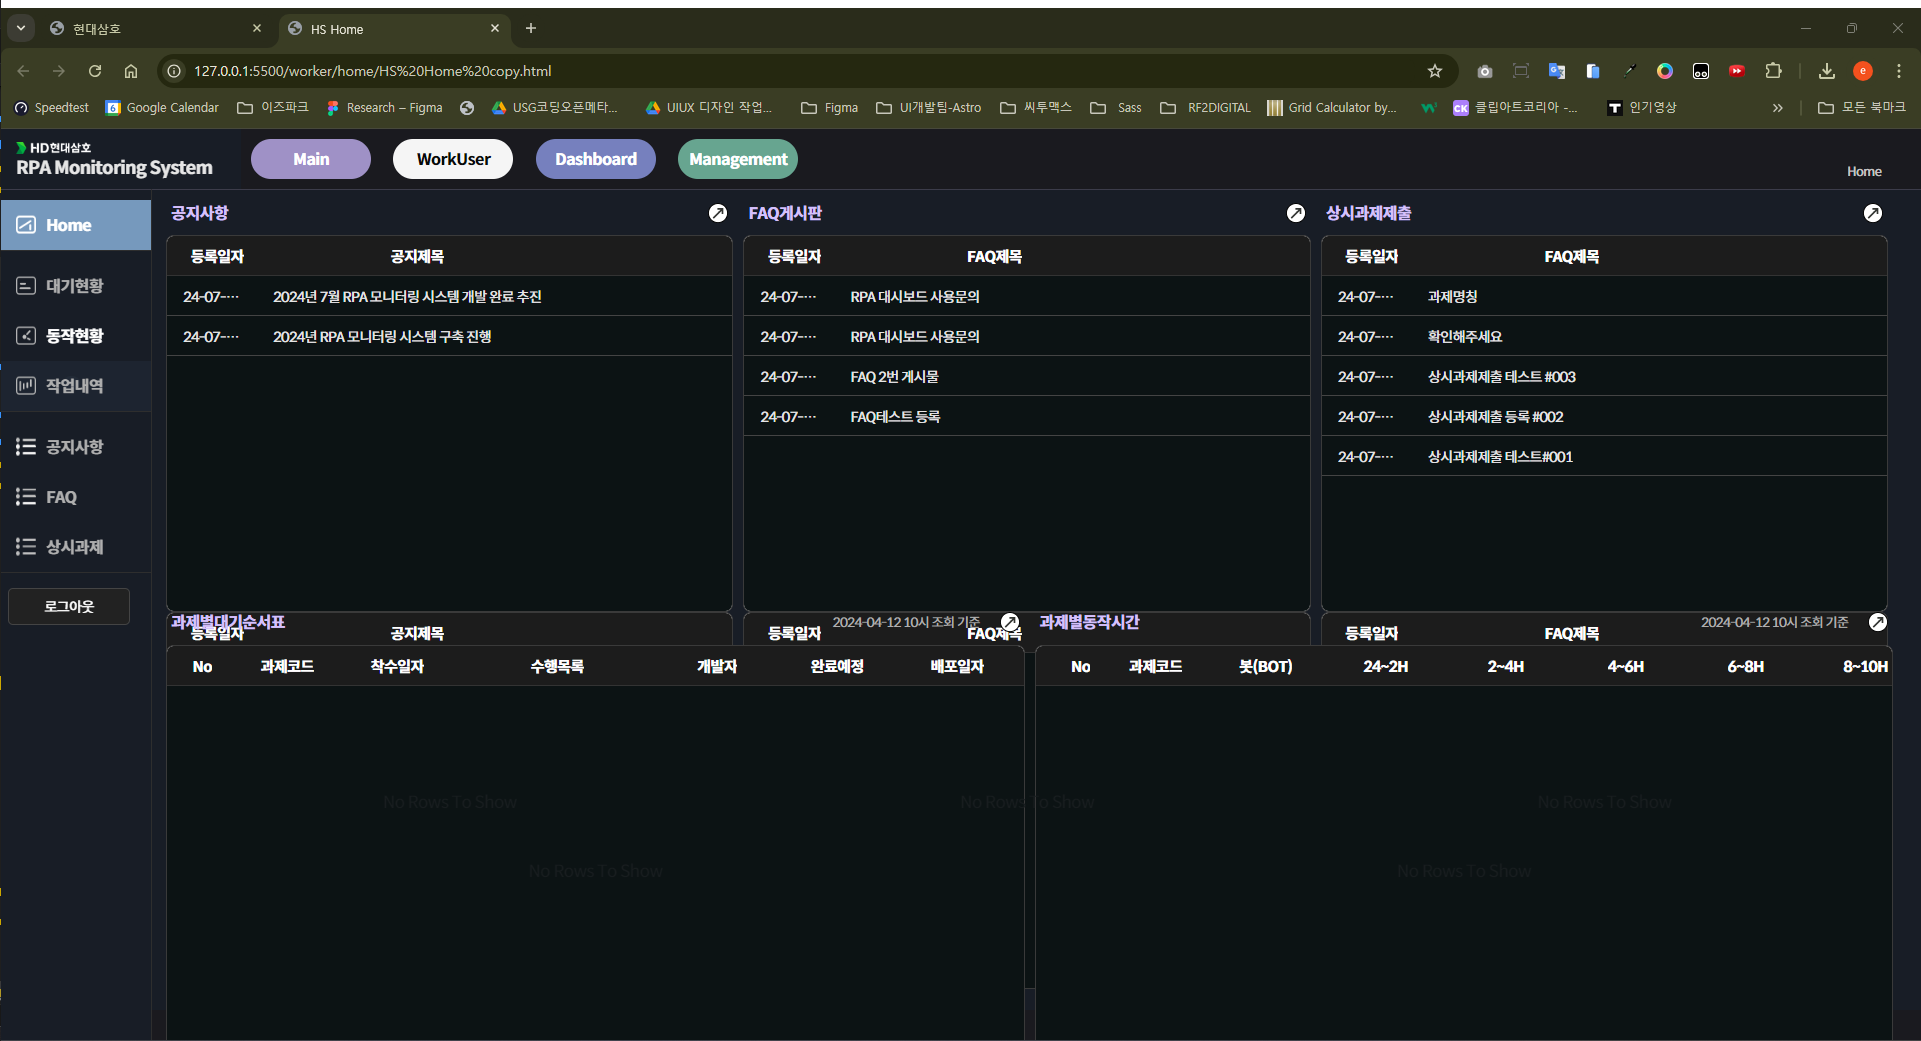 현대삼호
HS Home
127.0.0.1:5500/worker/home/HS%20Home%20copy.html
e
Speedtest
6
Google Calendar
이즈파크
Research – Figma
USG코딩오픈메타...
UIUX 디자인 작업...
Figma
UI개발팀-Astro
씨투맥스
Sass
RF2DIGITAL
Grid Calculator by...
CK
클립아트코리아 -...
T
인기영상
»
모든 북마크
HD현대삼호
RPA Monitoring System
Main
WorkUser
Dashboard
Management
Home
Home
대기현황
동작현황
작업내역
공지사항
FAQ
상시과제
로그아웃
공지사항
등록일자 공지제목
24-07-··· 2024년 7월 RPA 모니터링 시스템 개발 완료 추진
24-07-··· 2024년 RPA 모니터링 시스템 구축 진행
FAQ게시판
등록일자 FAQ제목
24-07-··· RPA 대시보드 사용문의
24-07-··· RPA 대시보드 사용문의
24-07-··· FAQ 2번 게시물
24-07-··· FAQ테스트 등록
상시과제제출
등록일자 FAQ제목
24-07-··· 과제명칭
24-07-··· 확인해주세요
24-07-··· 상시과제제출 테스트 #003
24-07-··· 상시과제제출 등록 #002
24-07-··· 상시과제제출 테스트#001
등록일자 공지제목
등록일자 FAQ제목
등록일자 FAQ제목
과제별대기순서표
2024-04-12 10시 조회 기준
No 과제코드 착수일자 수행목록 개발자 완료예정 배포일자
과제별동작시간
2024-04-12 10시 조회 기준
No 과제코드 봇(BOT) 24~2H 2~4H 4~6H 6~8H 8~10H
No Rows To Show
No Rows To Show
No Rows To Show
No Rows To Show
No Rows To Show